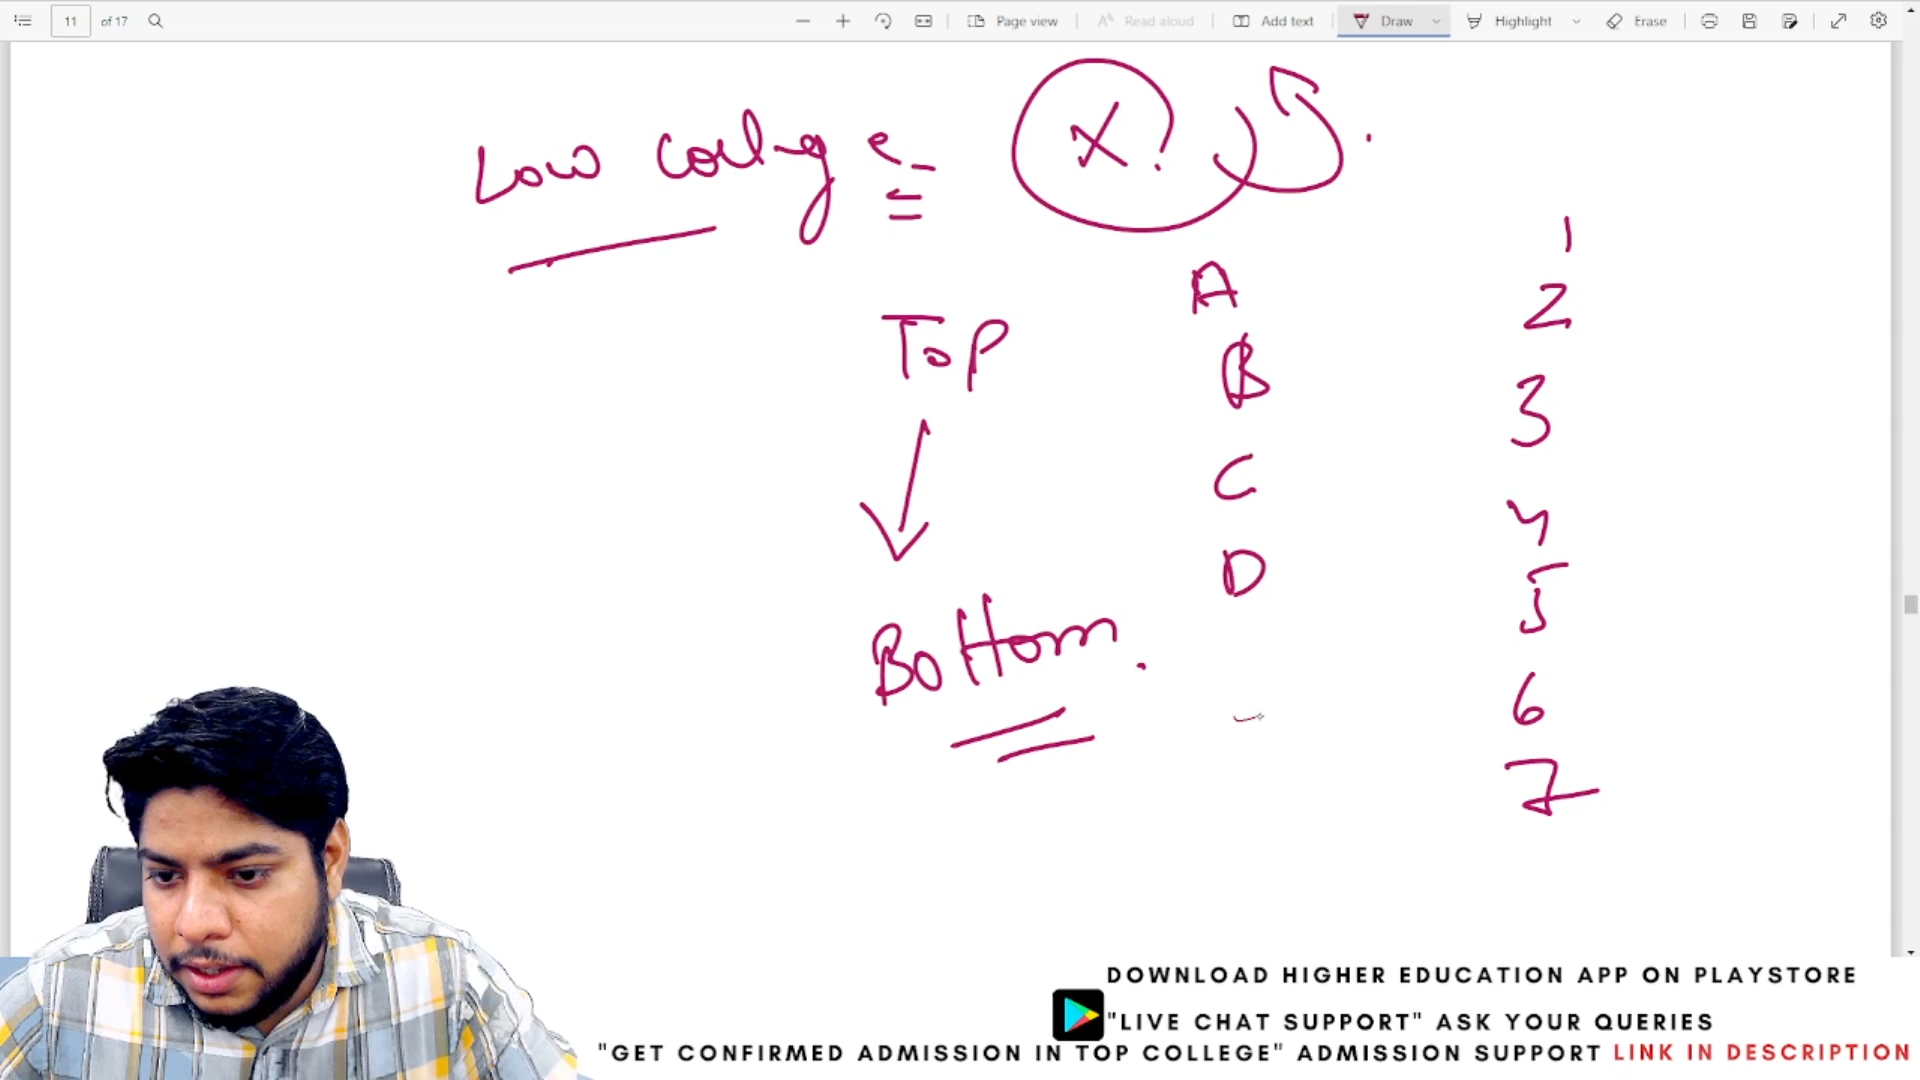 11 of 17 Page view Read aloud Add text Draw Highlight Erase
Low College X?
A 1
Top B 2
C 3
D 4
5
Bottom. 6
7
DOWNLOAD HIGHER EDUCATION APP ON PLAYSTORE
"LIVE CHAT SUPPORT" ASK YOUR QUERIES
"GET CONFIRMED ADMISSION IN TOP COLLEGE" ADMISSION SUPPORT LINK IN DESCRIPTION